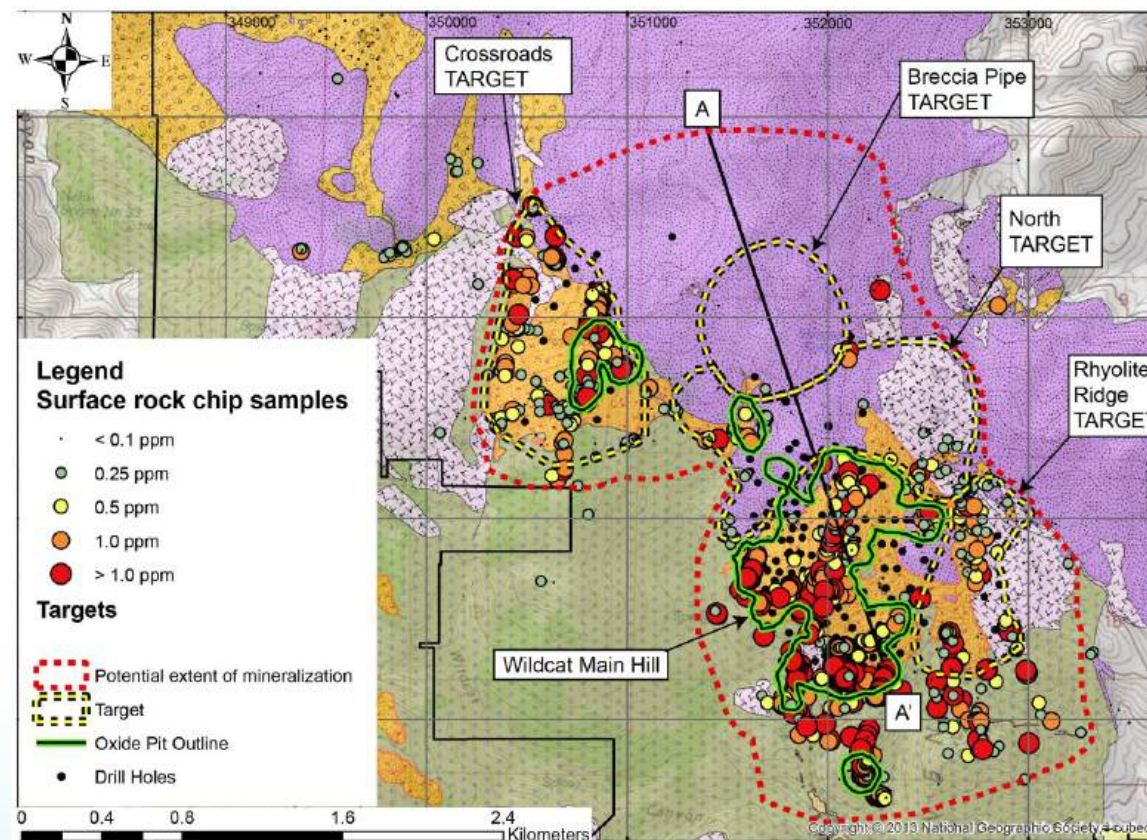 349000
350000
351000
352000
353000
N
W E
S
Crossroads
TARGET
Breccia Pipe
TARGET
A
North
TARGET
Rhyolite
Ridge
TARGE
Legend
Surface rock chip samples
< 0.1 ppm
0.25 ppm
0.5 ppm
1.0 ppm
> 1.0 ppm
Targets
Potential extent of mineralization
Target
Oxide Pit Outline
Drill Holes
Wildcat Main Hill
A'
0 0.4 0.8 1.6 2.4
Kilometers
Copyright:© 2013 National Geographic Society, i-cubed